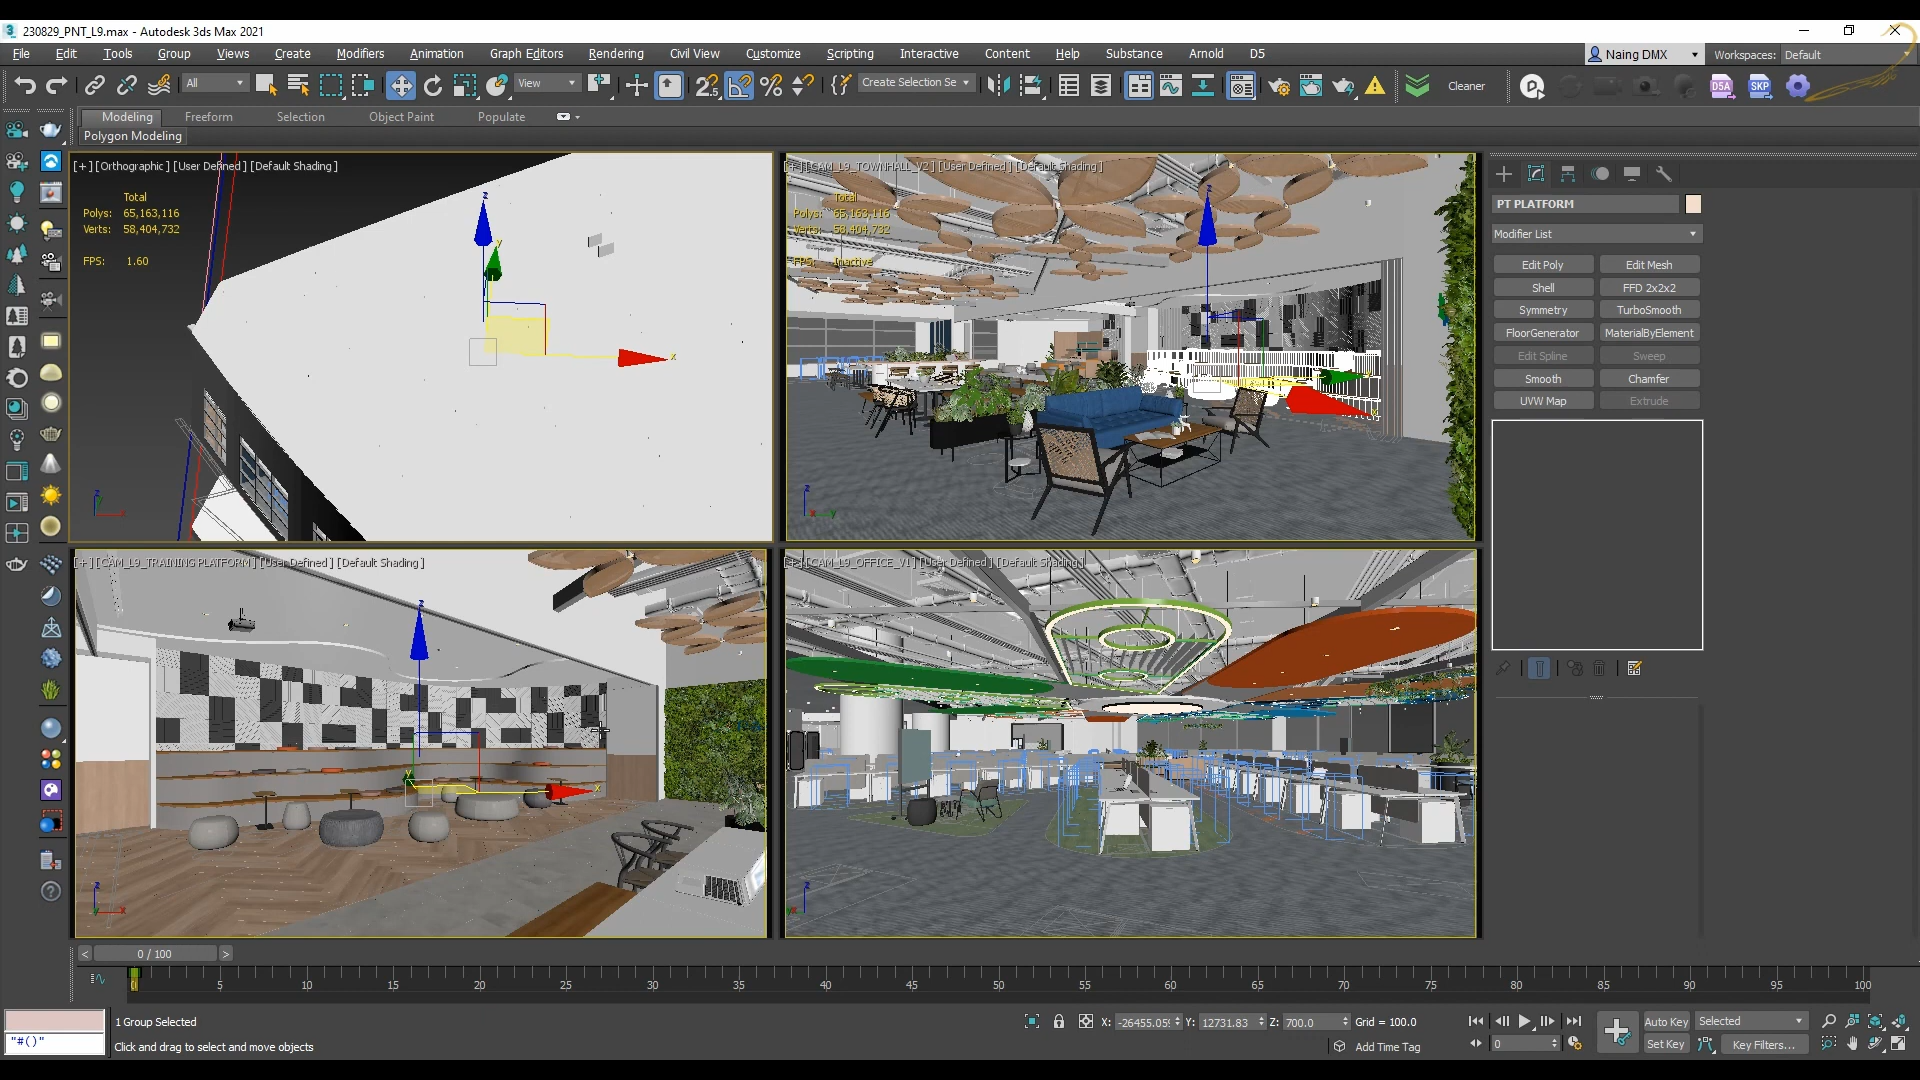 230829_PNT_L9.max - Autodesk 3ds Max 2021
File Edit Tools Group Views Create Modifiers Animation Graph Editors Rendering Civil View Customize Scripting Interactive Content Help Substance Arnold D5
Naing DMX
Workspaces: Default
All
View
Create Selection Se
Cleaner
D5A
SKP
Modeling Freeform Selection Object Paint Populate
Polygon Modeling
[+] [Orthographic] [User Defined] [Default Shading]
Total
Polys: 65,163,116
Verts: 58,404,732
FPS: 1.60
[+] [CAM_L9_TOWNHALL_V2] [User Defined] [Default Shading]
Total
Polys: 65,163,116
Verts: 58,404,732
FPS: Inactive
[+] [CAM_L9_TRAINING PLATFORM] [User Defined] [Default Shading]
[+] [CAM_L9_OFFICE_V1] [User Defined] [Default Shading]
PT PLATFORM
Modifier List
Edit Poly Edit Mesh
Shell FFD 2x2x2
Symmetry TurboSmooth
FloorGenerator MaterialByElement
Edit Spline Sweep
Smooth Chamfer
UVW Map Extrude
< 0 / 100 >
0 5 10 15 20 25 30 35 40 45 50 55 60 65 70 75 80 85 90 95 100
"#()"
1 Group Selected
Click and drag to select and move objects
X: -26455.05 Y: 12731.83 Z: 700.0 Grid = 100.0
Add Time Tag
0
Auto Key Selected
Set Key Key Filters...